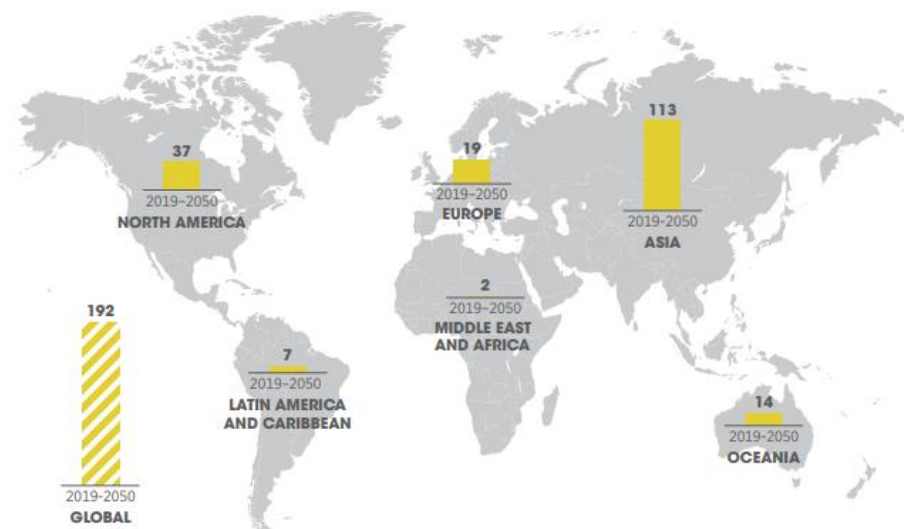 37
2019–2050
NORTH AMERICA
19
2019–2050
EUROPE
113
2019-2050
ASIA
2
2019–2050
MIDDLE EAST
AND AFRICA
192
2019-2050
GLOBAL
7
2019–2050
LATIN AMERICA
AND CARIBBEAN
14
2019-2050
OCEANIA